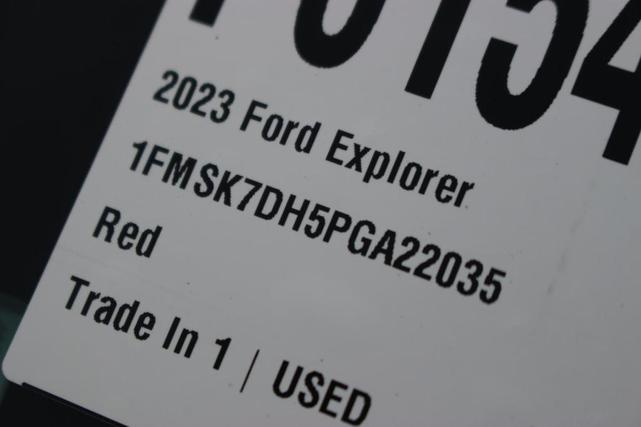 2023 Ford Explorer
1FMSK7DH5PGA22035
Red
Trade In 1 | USED